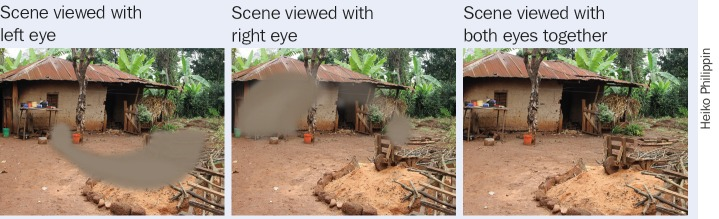 Scene viewed with
left eye
Scene viewed with
right eye
Scene viewed with
both eyes together
Heiko Philippin